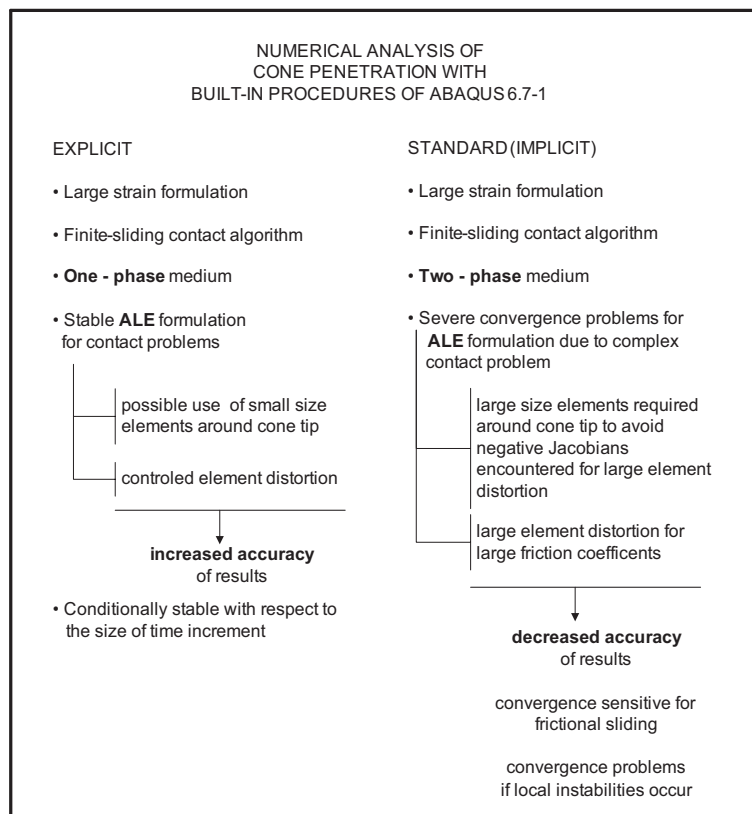 NUMERICAL ANALYSIS OF
CONE PENETRATION WITH
BUILT-IN PROCEDURES OF ABAQUS 6.7-1
EXPLICIT
• Large strain formulation
• Finite-sliding contact algorithm
• One - phase medium
• Stable ALE formulation
for contact problems
possible use of small size
elements around cone tip
controled element distortion
increased accuracy
of results
• Conditionally stable with respect to
the size of time increment
STANDARD (IMPLICIT)
• Large strain formulation
• Finite-sliding contact algorithm
• Two - phase medium
• Severe convergence problems for
ALE formulation due to complex
contact problem
large size elements required
around cone tip to avoid
negative Jacobians
encountered for large element
distortion
large element distortion for
large friction coefficents
decreased accuracy
of results
convergence sensitive for
frictional sliding
convergence problems
if local instabilities occur